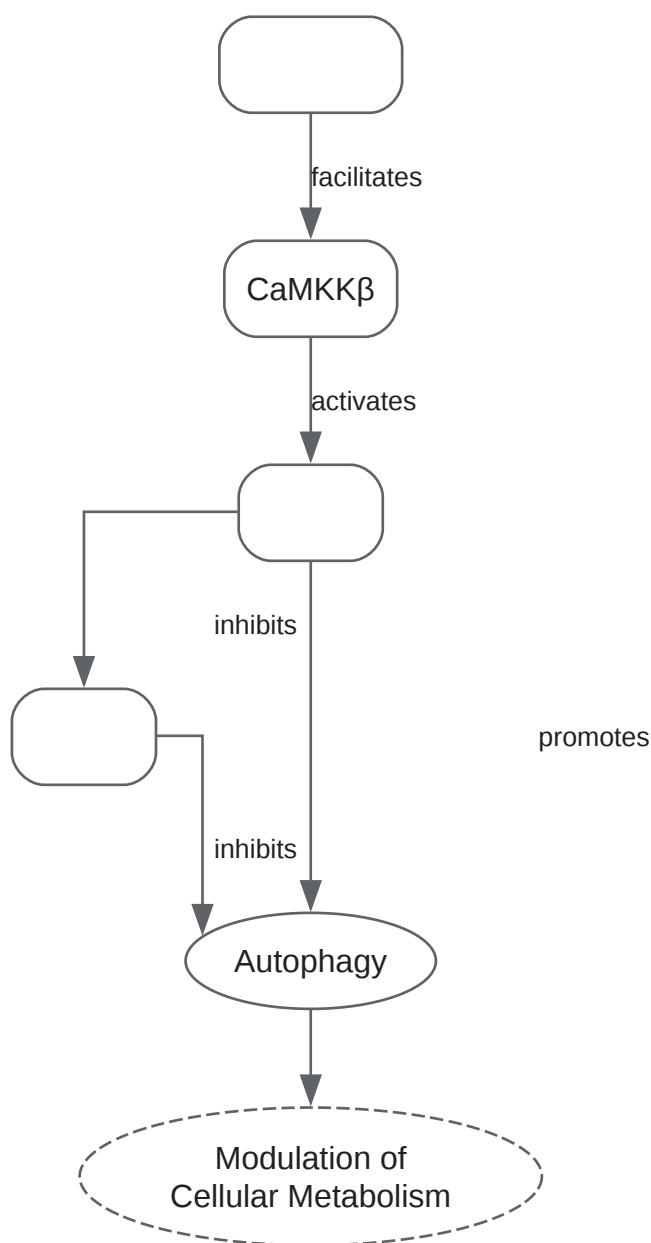 facilitates
CaMKKβ
activates
inhibits
promotes
inhibits
Autophagy
Modulation of
Cellular Metabolism